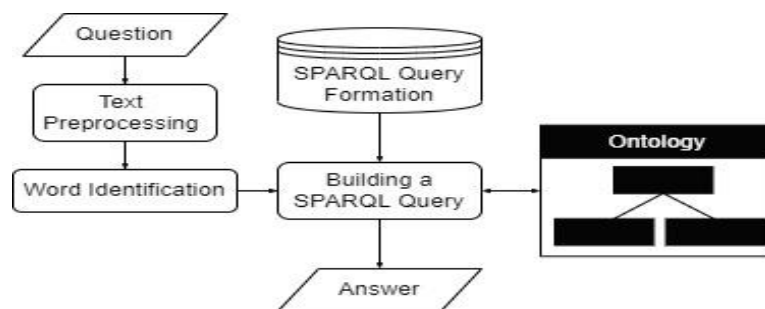 Question
Text
Preprocessing
Word Identification
SPARQL Query
Formation
Building a
SPARQL Query
Answer
Ontology